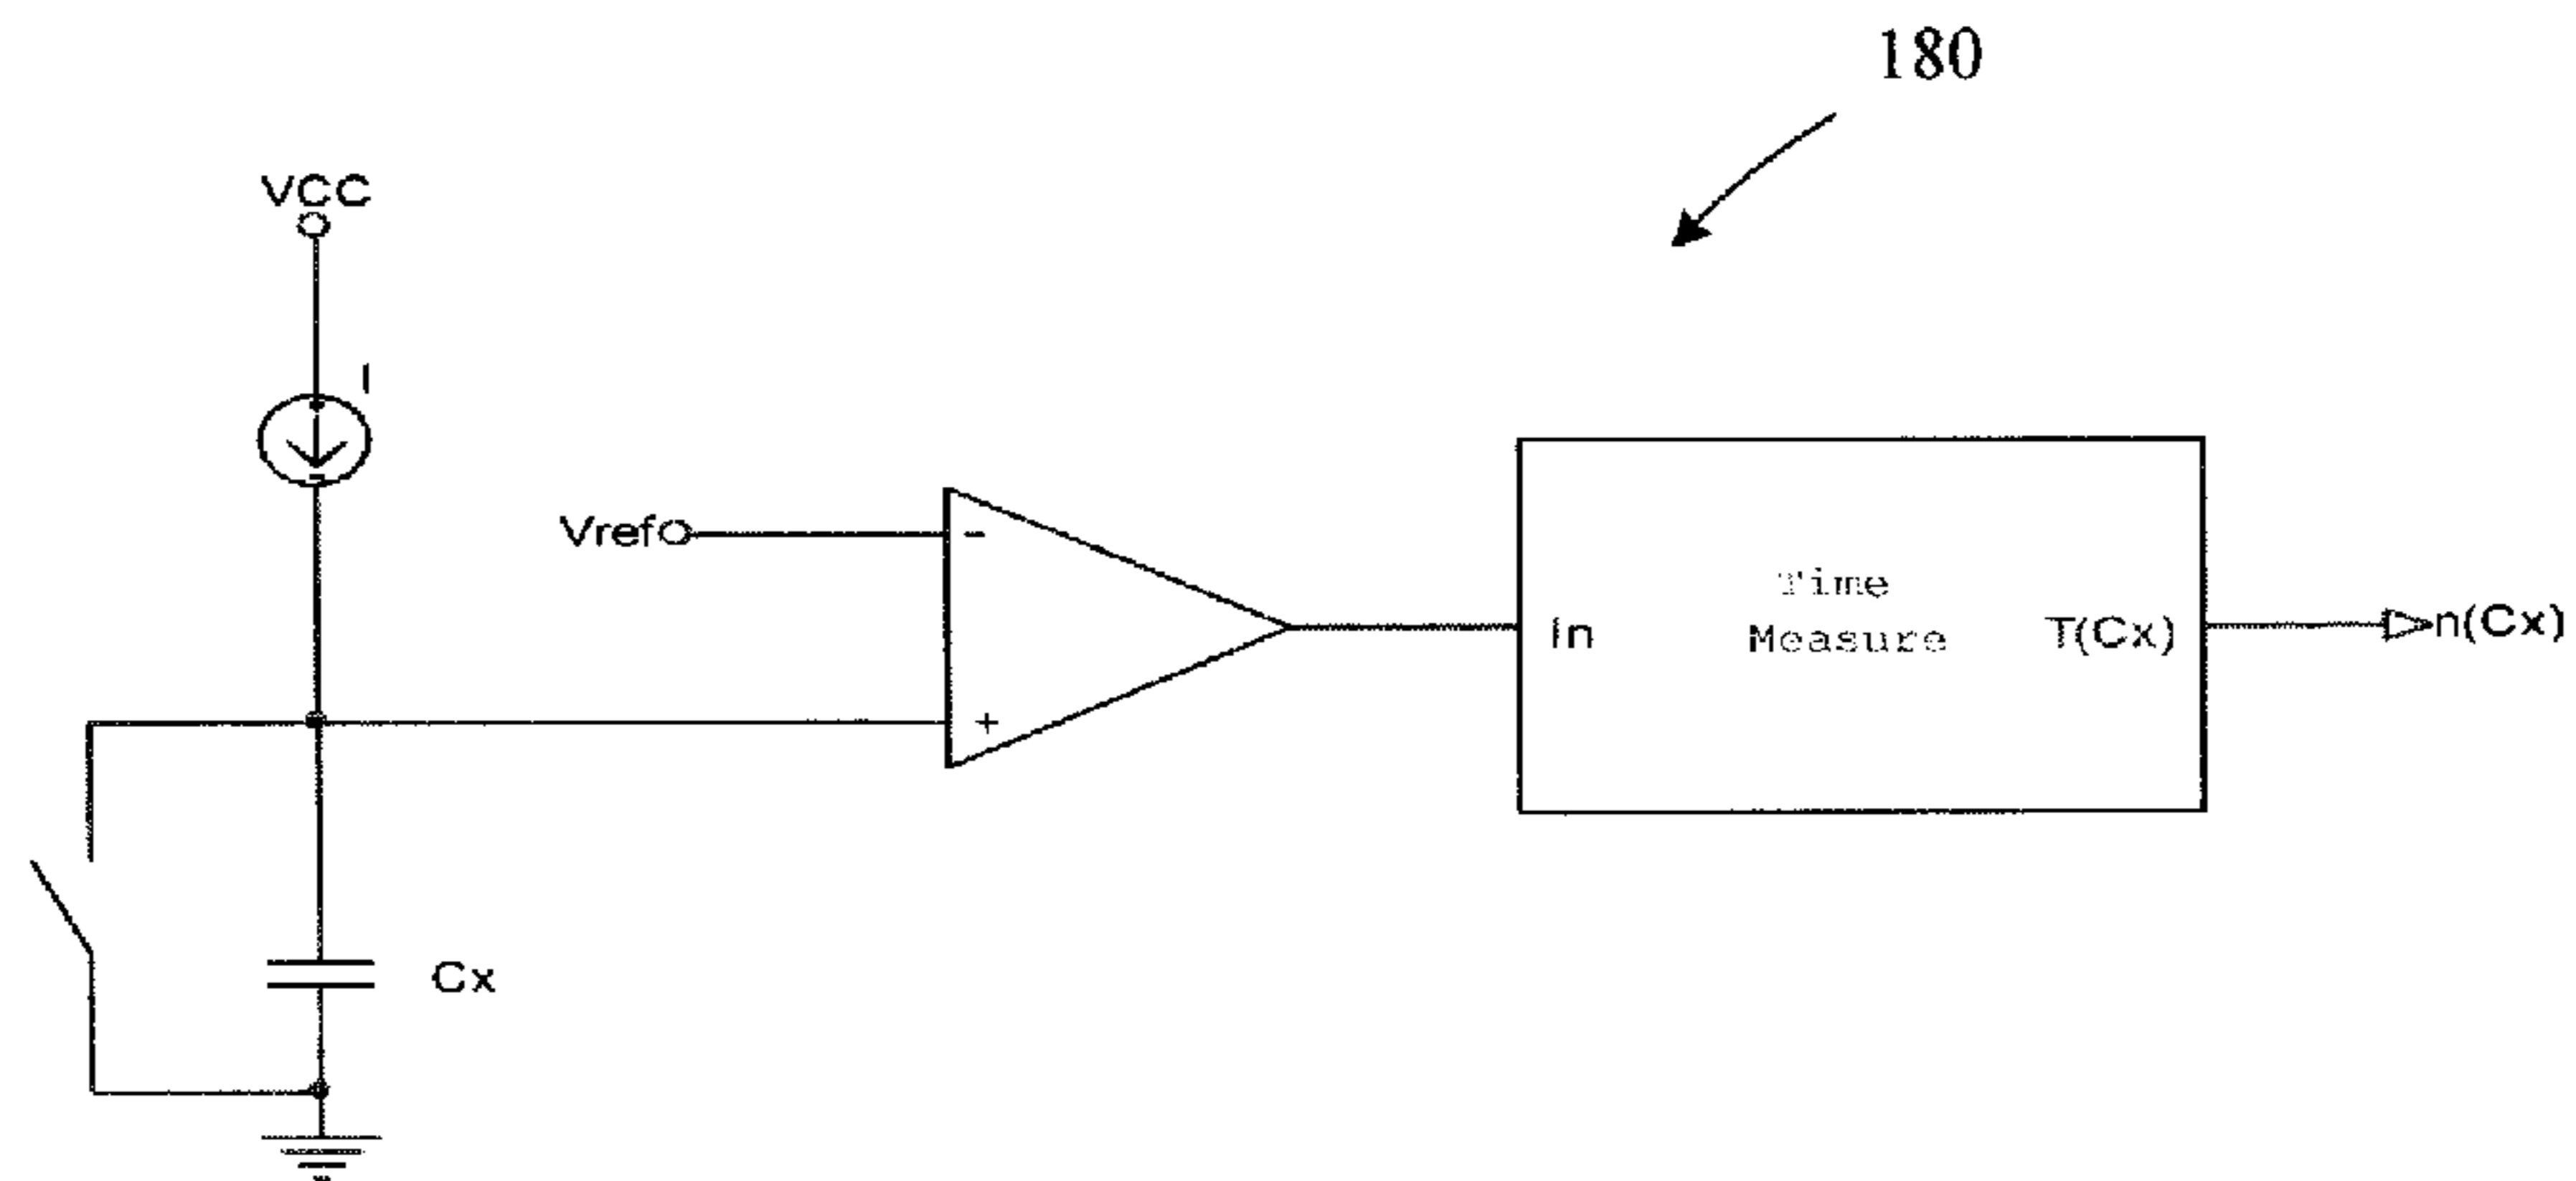 180
VCC
I
Vref
-
+
In
Time
Measure
T(Cx)
n(Cx)
Cx